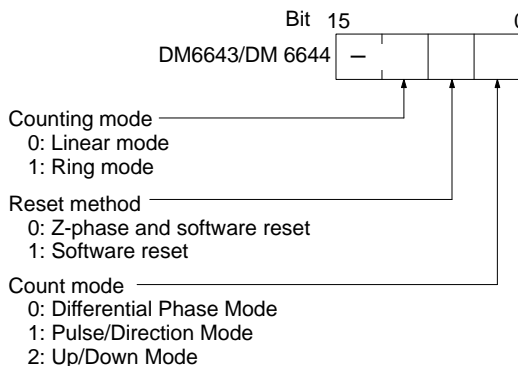 Bit 15 0
DM6643/DM 6644 –
Counting mode
0: Linear mode
1: Ring mode
Reset method
0: Z-phase and software reset
1: Software reset
Count mode
0: Differential Phase Mode
1: Pulse/Direction Mode
2: Up/Down Mode